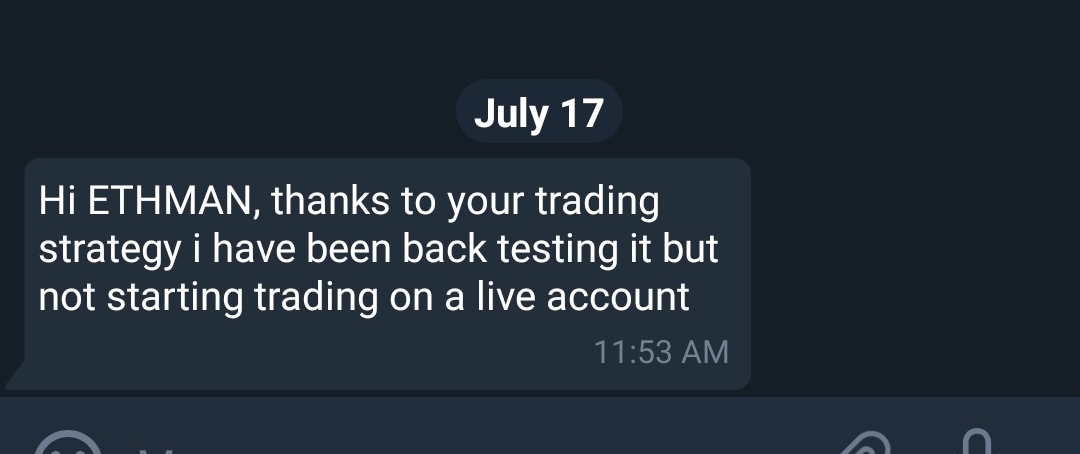 July 17
Hi ETHMAN, thanks to your trading
strategy i have been back testing it but
not starting trading on a live account
11:53 AM